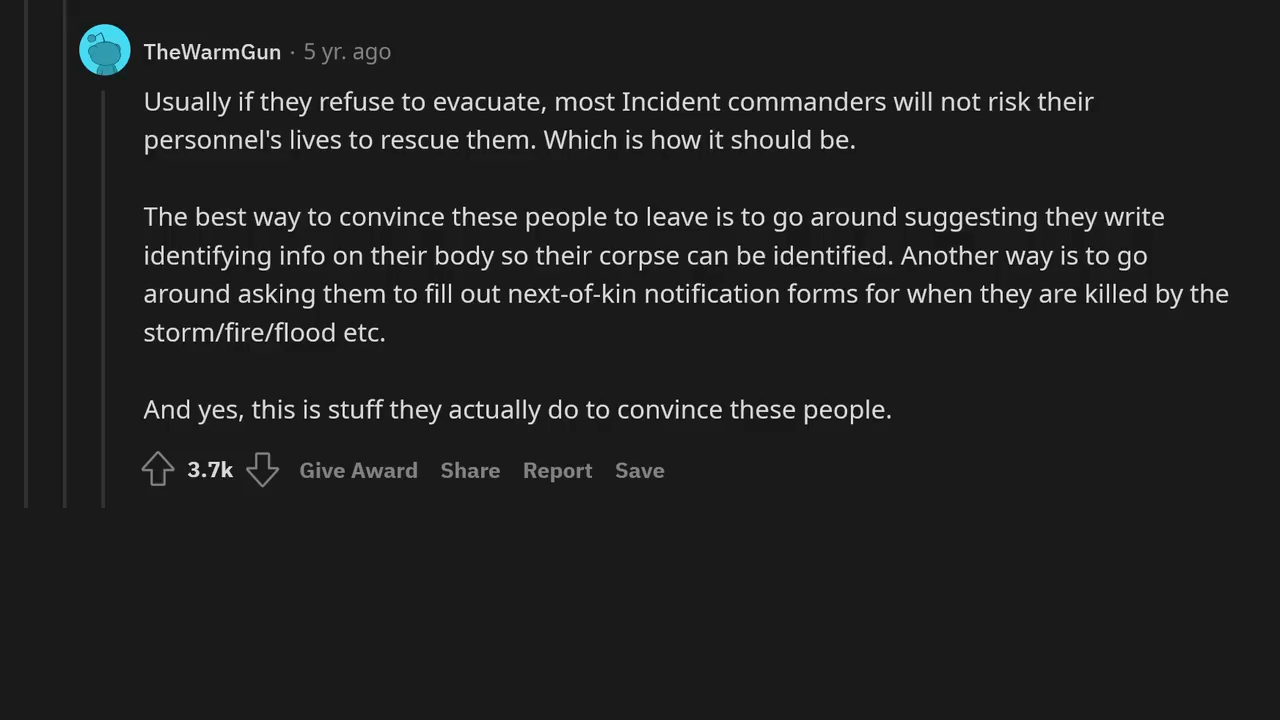 TheWarmGun · 5 yr. ago
Usually if they refuse to evacuate, most Incident commanders will not risk their
personnel's lives to rescue them. Which is how it should be.
The best way to convince these people to leave is to go around suggesting they write
identifying info on their body so their corpse can be identified. Another way is to go
around asking them to fill out next-of-kin notification forms for when they are killed by the
storm/fire/flood etc.
And yes, this is stuff they actually do to convince these people.
3.7k Give Award Share Report Save